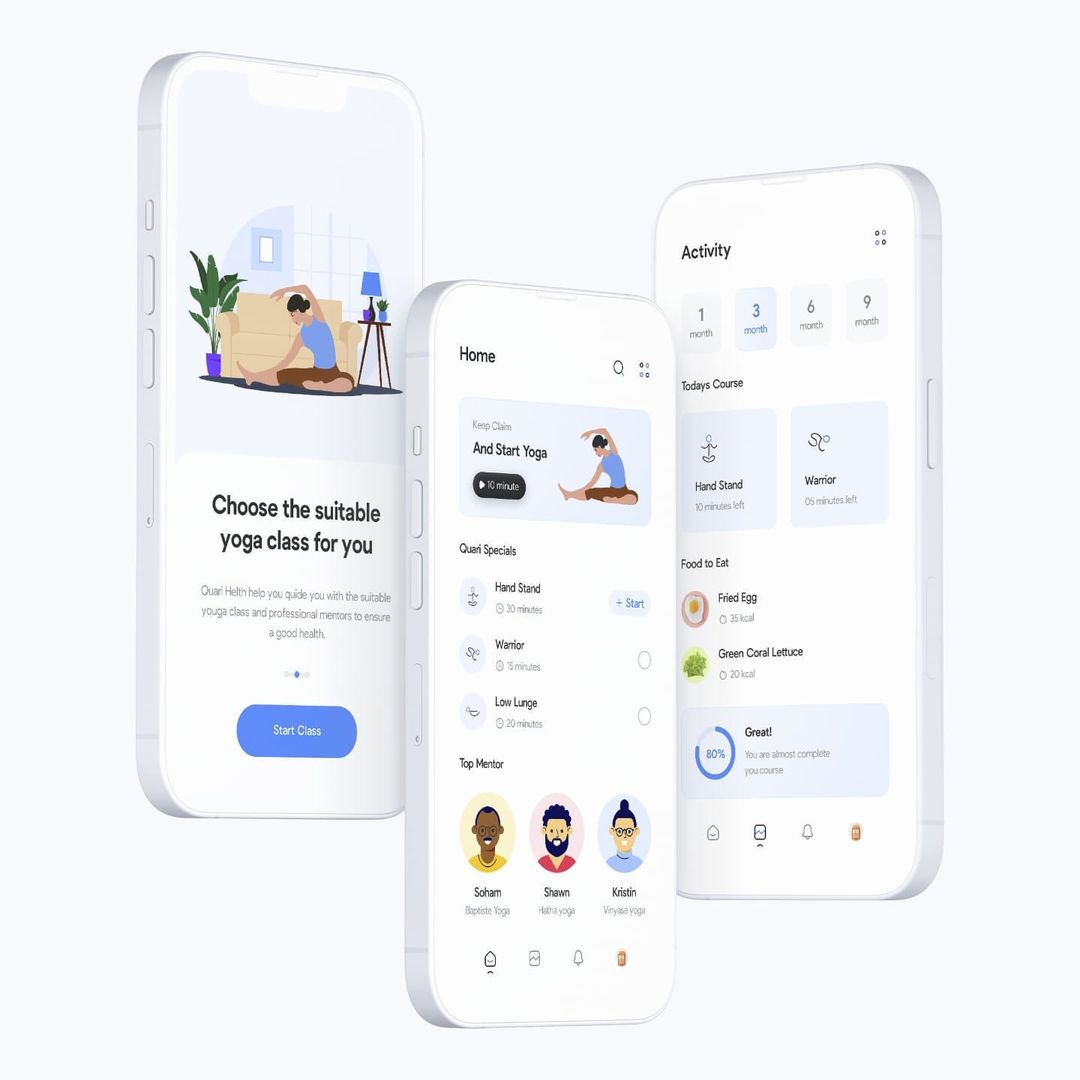 Choose the suitable
yoga class for you
Quari Helth help you quide you with the suitable
youga class and professional mentors to ensure
a good health.
Start Class
Home
Keep Claim
And Start Yoga
10 minute
Quari Specials
Hand Stand
30 minutes
+ Start
Warrior
15 minutes
Low Lunge
20 minutes
Top Mentor
Soham
Baptiste Yoga
Shawn
Hatha yoga
Kristin
Vinyasa yoga
Activity
1
month
3
month
6
month
9
month
Todays Course
Hand Stand
10 minutes left
Warrior
05 minutes left
Food to Eat
Fried Egg
35 kcal
Green Coral Lettuce
20 kcal
80%
Great!
You are almost complete
you course